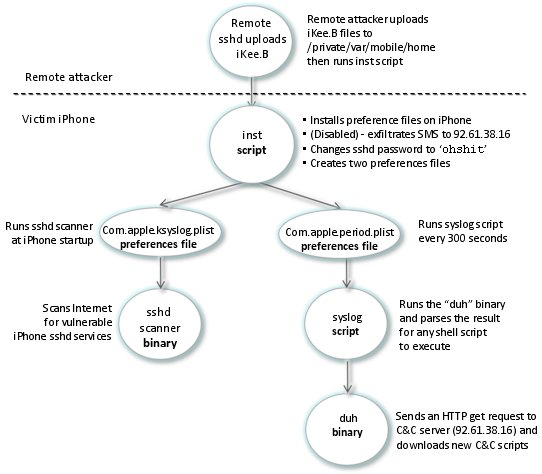 Remote
sshd uploads
iKee.B
Remote attacker uploads
iKee.B files to
/private/var/mobile/home
then runs inst script
Remote attacker
Victim iPhone
inst
script
▪ Installs preference files on iPhone
▪ (Disabled) - exfiltrates SMS to 92.61.38.16
▪ Changes sshd password to ‘ohshit’
▪ Creates two preferences files
Runs sshd scanner
at iPhone startup
Com.apple.ksyslog.plist
preferences file
Com.apple.period.plist
preferences file
Runs syslog script
every 300 seconds
Scans Internet
for vulnerable
iPhone sshd services
sshd
scanner
binary
syslog
script
Runs the “duh” binary
and parses the result
for any shell script
to execute
duh
binary
Sends an HTTP get request to
C&C server (92.61.38.16) and
downloads new C&C scripts